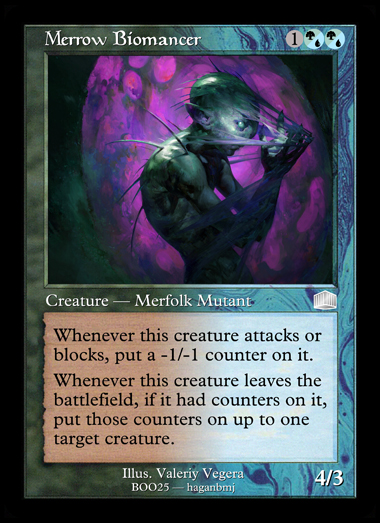 Merrow Biomancer 1
Creature — Merfolk Mutant
Whenever this creature attacks or
blocks, put a -1/-1 counter on it.
Whenever this creature leaves the
battlefield, if it had counters on it,
put those counters on up to one
target creature.
Illus. Valeriy Vegera
BOO25 — haganbmj
4/3